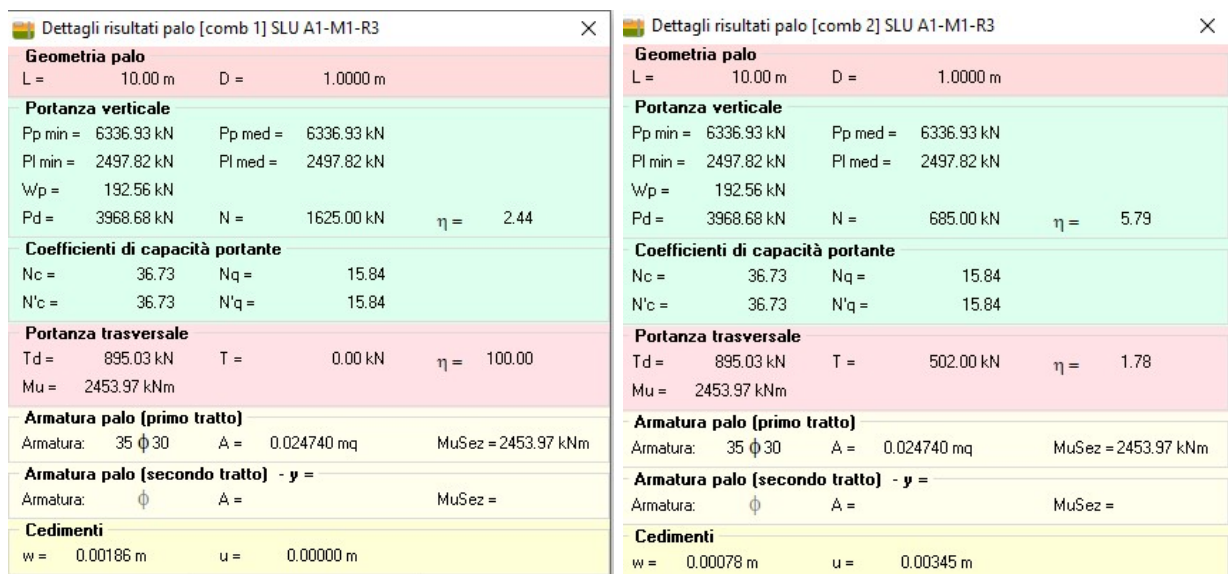 Dettagli risultati palo [comb 1] SLU A1-M1-R3
Geometria palo
L = 10.00 m D = 1.0000 m
Portanza verticale
Pp min = 6336.93 kN Pp med = 6336.93 kN
Pl min = 2497.82 kN Pl med = 2497.82 kN
Wp = 192.56 kN
Pd = 3968.68 kN N = 1625.00 kN η = 2.44
Coefficienti di capacità portante
Nc = 36.73 Nq = 15.84
N'c = 36.73 N'q = 15.84
Portanza trasversale
Td = 895.03 kN T = 0.00 kN η = 100.00
Mu = 2453.97 kNm
Armatura palo (primo tratto)
Armatura: 35 ϕ 30 A = 0.024740 mq MuSez = 2453.97 kNm
Armatura palo (secondo tratto) - y =
Armatura: ϕ A = MuSez =
Cedimenti
w = 0.00186 m u = 0.00000 m
Dettagli risultati palo [comb 2] SLU A1-M1-R3
Geometria palo
L = 10.00 m D = 1.0000 m
Portanza verticale
Pp min = 6336.93 kN Pp med = 6336.93 kN
Pl min = 2497.82 kN Pl med = 2497.82 kN
Wp = 192.56 kN
Pd = 3968.68 kN N = 685.00 kN η = 5.79
Coefficienti di capacità portante
Nc = 36.73 Nq = 15.84
N'c = 36.73 N'q = 15.84
Portanza trasversale
Td = 895.03 kN T = 502.00 kN η = 1.78
Mu = 2453.97 kNm
Armatura palo (primo tratto)
Armatura: 35 ϕ 30 A = 0.024740 mq MuSez = 2453.97 kNm
Armatura palo (secondo tratto) - y =
Armatura: ϕ A = MuSez =
Cedimenti
w = 0.00078 m u = 0.00345 m